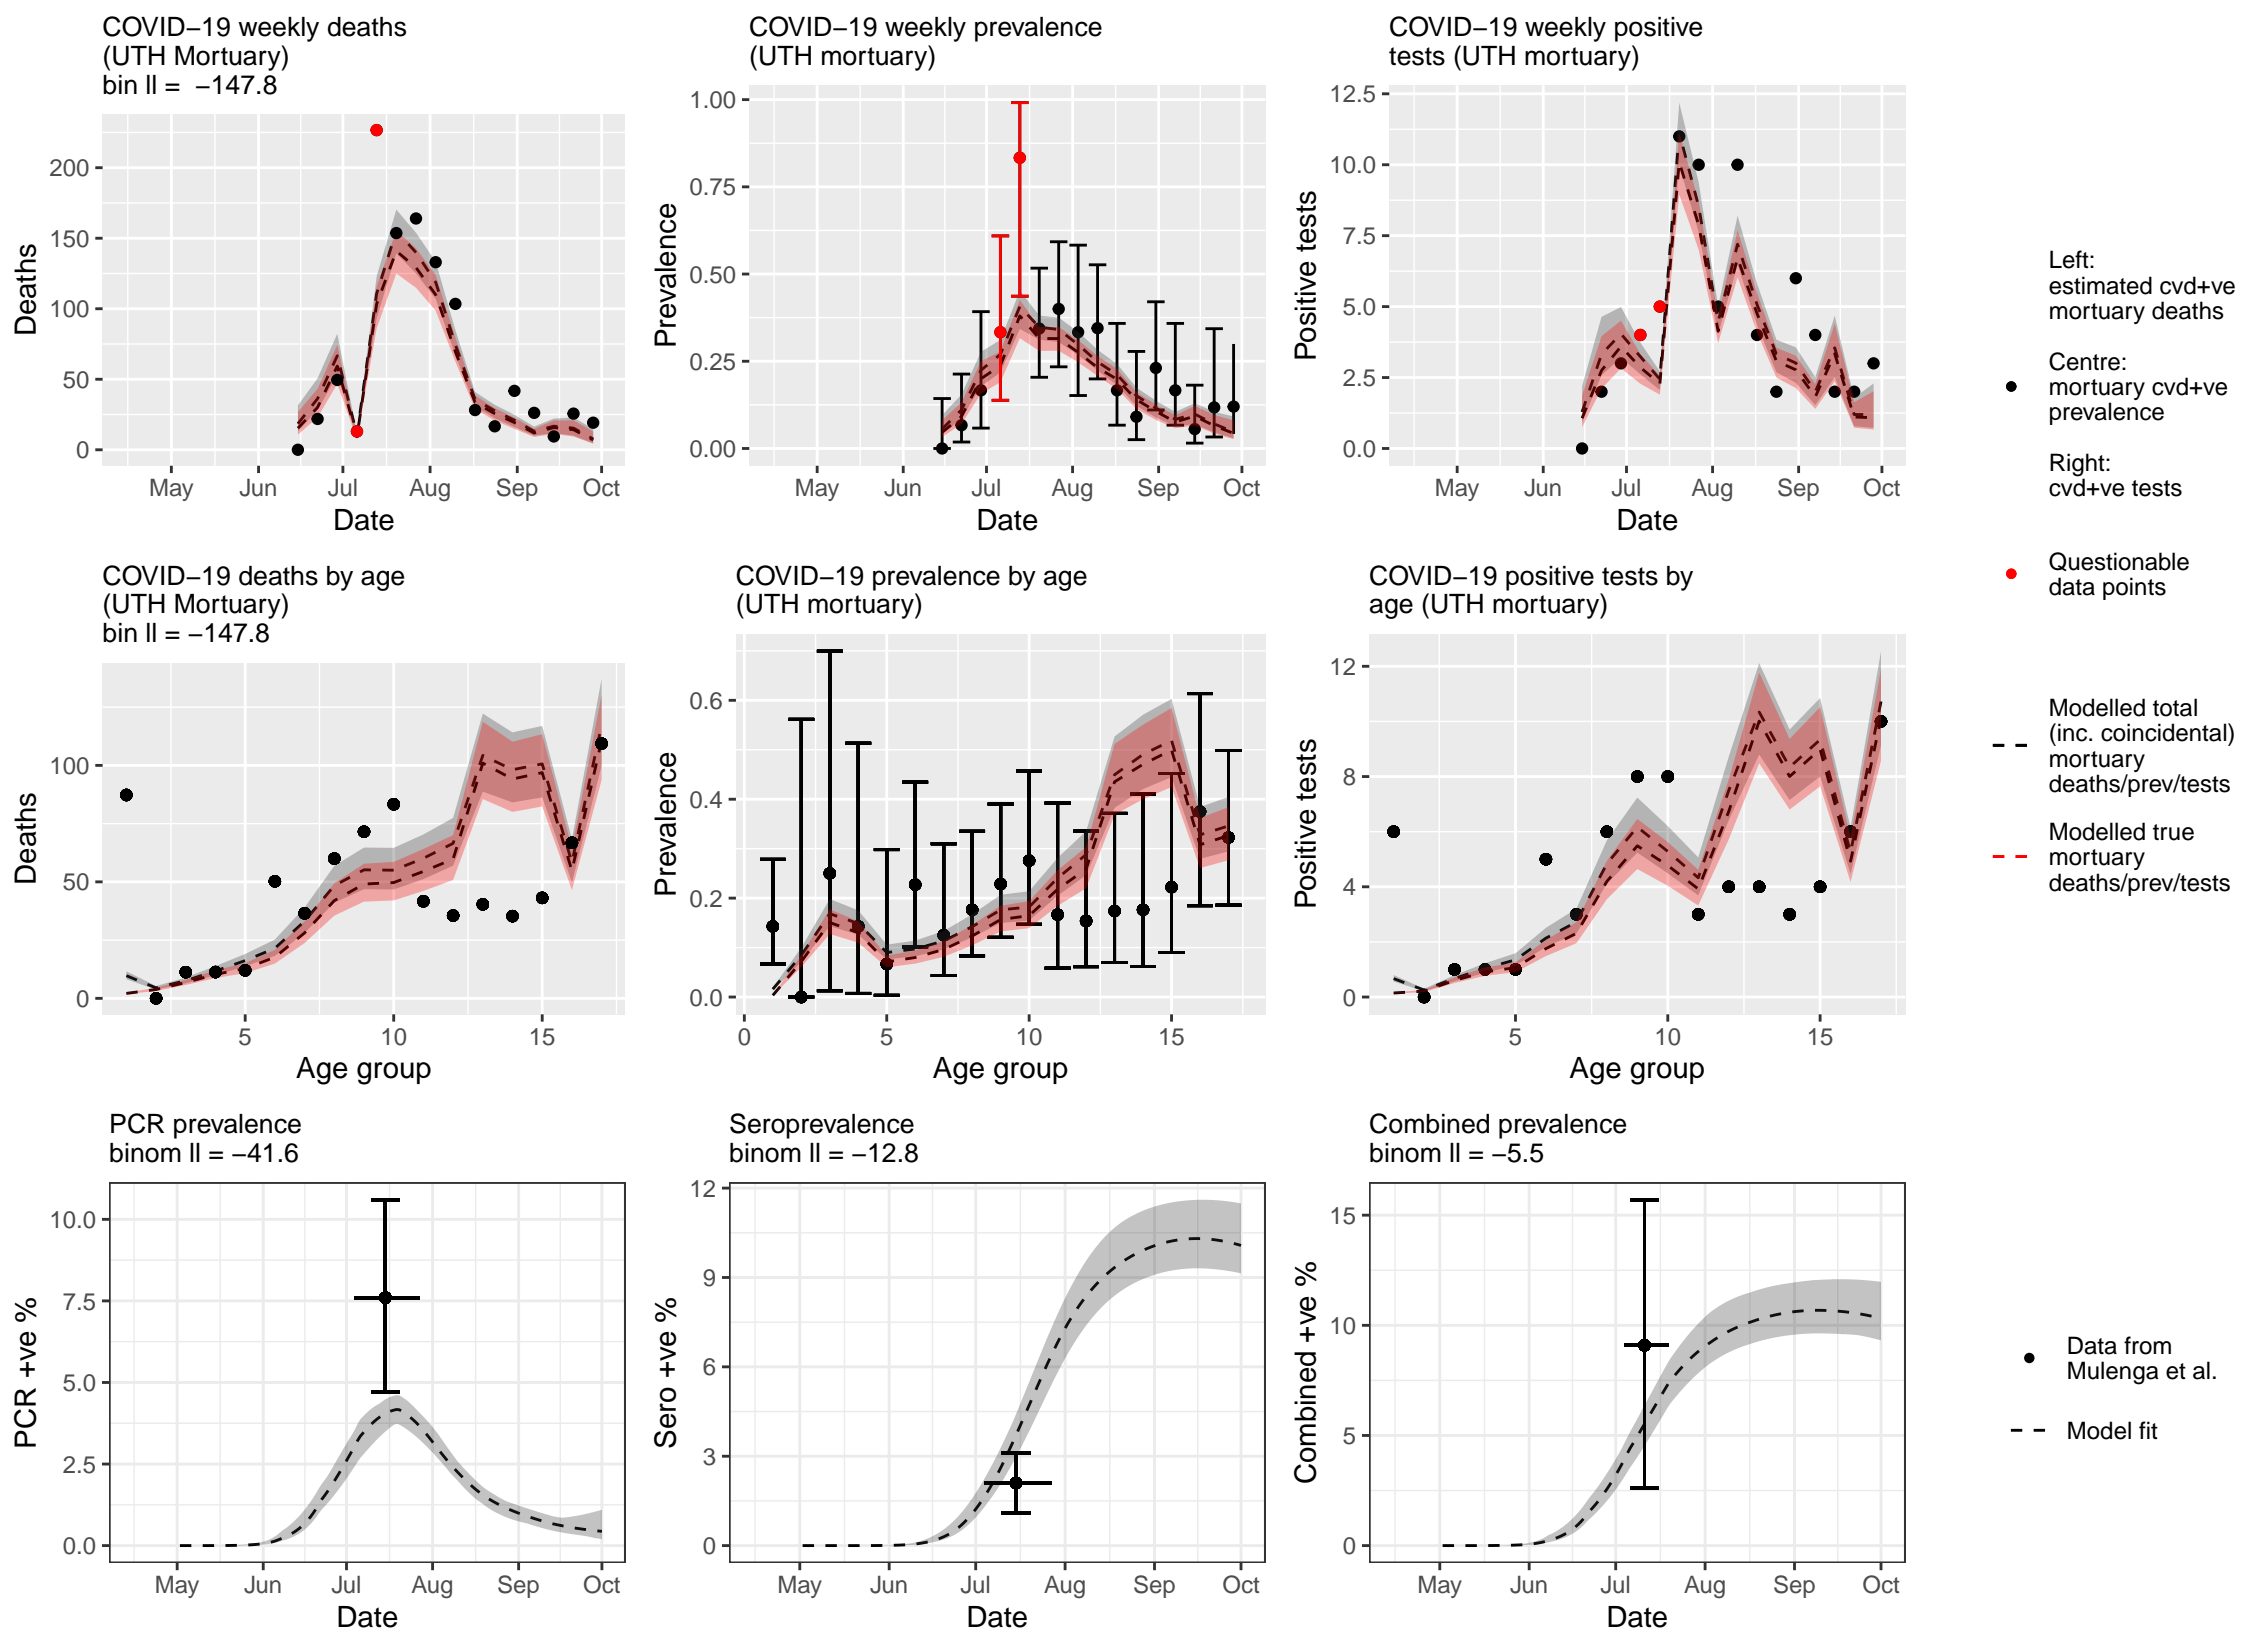 COVID−19 weekly deaths
(UTH Mortuary)
bin ll =  −147.8
Deaths
200
150
100
50
0
May
Jun
Jul
Aug
Sep
Oct
Date
COVID−19 weekly prevalence
(UTH mortuary)
Prevalence
1.00
0.75
0.50
0.25
0.00
May
Jun
Jul
Aug
Sep
Oct
Date
COVID−19 weekly positive
tests (UTH mortuary)
Positive tests
12.5
10.0
7.5
5.0
2.5
0.0
May
Jun
Jul
Aug
Sep
Oct
Date
Left:
estimated cvd+ve
mortuary deaths
Centre:
mortuary cvd+ve
prevalence
Right:
cvd+ve tests
Questionable
data points
Modelled total
(inc. coincidental)
mortuary
deaths/prev/tests
Modelled true
mortuary
deaths/prev/tests
COVID−19 deaths by age
(UTH Mortuary)
bin ll = −147.8
Deaths
100
50
0
5
10
15
Age group
COVID−19 prevalence by age
(UTH mortuary)
Prevalence
0.6
0.4
0.2
0.0
0
5
10
15
Age group
COVID−19 positive tests by
age (UTH mortuary)
Positive tests
12
8
4
0
5
10
15
Age group
PCR prevalence
binom ll = −41.6
PCR +ve %
10.0
7.5
5.0
2.5
0.0
May
Jun
Jul
Aug
Sep
Oct
Date
Seroprevalence
binom ll = −12.8
Sero +ve %
12
9
6
3
0
May
Jun
Jul
Aug
Sep
Oct
Date
Combined prevalence
binom ll = −5.5
Combined +ve %
15
10
5
0
May
Jun
Jul
Aug
Sep
Oct
Date
Data from
Mulenga et al.
Model fit